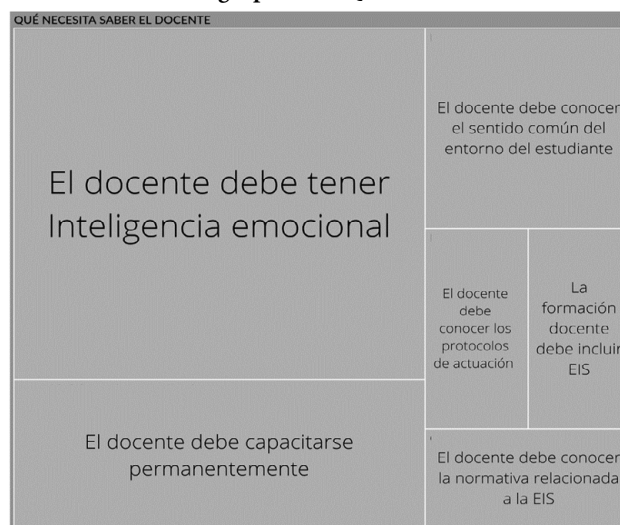 QUÉ NECESITA SABER EL DOCENTE
El docente debe tener
Inteligencia emocional
El docente debe capacitarse
permanentemente
El docente debe conocer
el sentido común del
entorno del estudiante
El docente
debe
conocer los
protocolos
de actuación
La
formación
docente
debe incluir
EIS
El docente debe conocer
la normativa relacionada
a la EIS